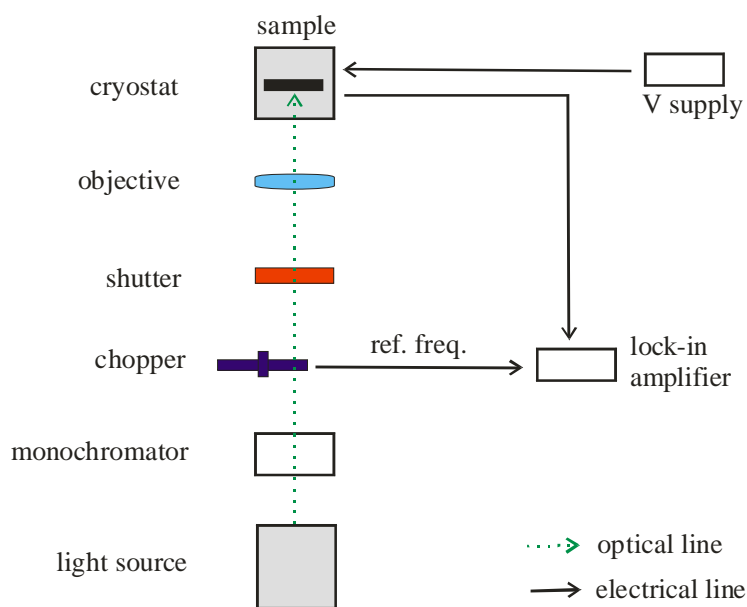 sample
cryostat
V supply
objective
shutter
chopper
ref. freq.
lock-in
amplifier
monochromator
light source
optical line
electrical line